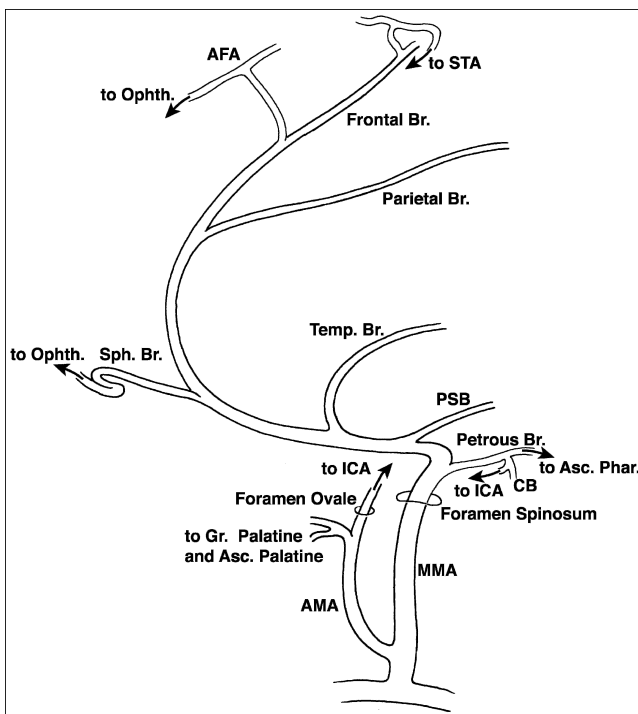 AFA
to STA
to Ophth.
Frontal Br.
Parietal Br.
Temp. Br.
to Ophth.
Sph. Br.
PSB
Petrous Br.
to ICA
to Asc. Phar.
to ICA
CB
Foramen Ovale
Foramen Spinosum
to Gr. Palatine
and Asc. Palatine
MMA
AMA